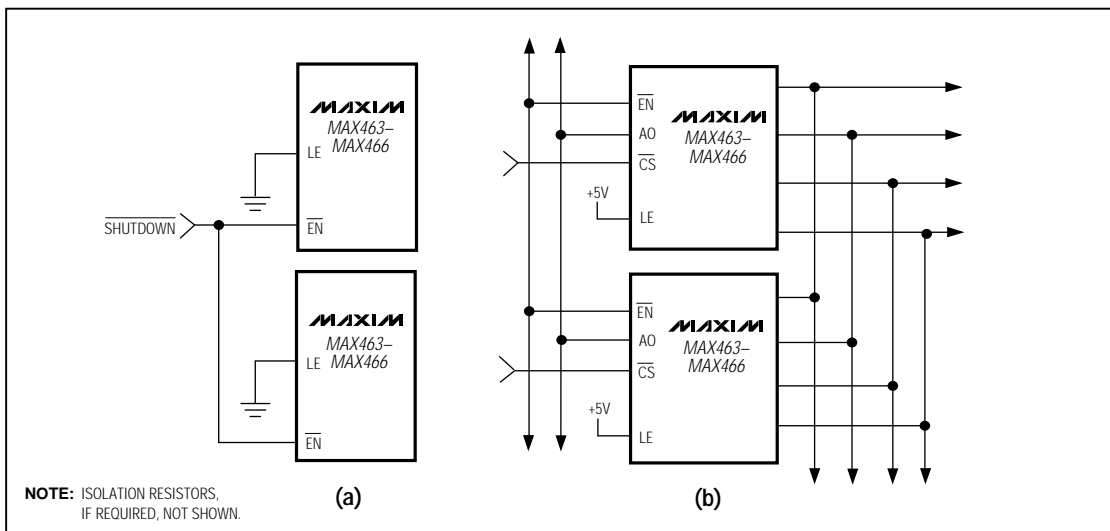 MAXIM
MAX463–
MAX466
LE
SHUTDOWN
EN
MAXIM
MAX463–
MAX466
LE
EN
NOTE: ISOLATION RESISTORS,
IF REQUIRED, NOT SHOWN.
(a)
EN
MAXIM
AO
MAX463–
MAX466
CS
+5V
LE
EN
MAXIM
AO
MAX463–
MAX466
CS
+5V
LE
(b)